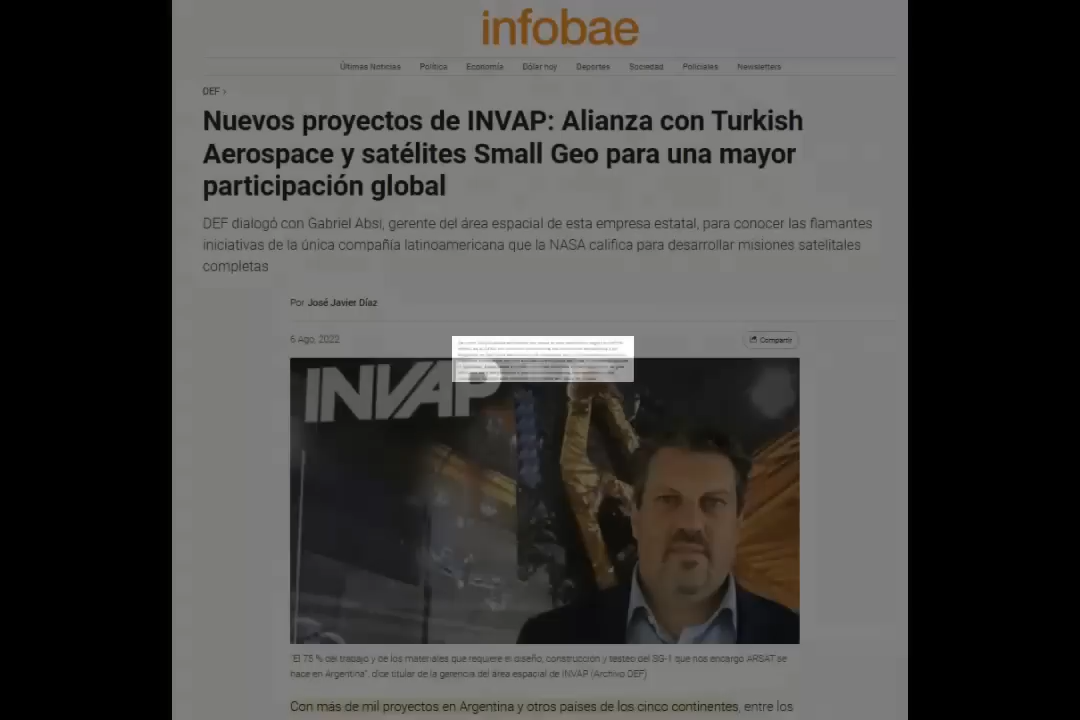 infobae
Últimas Noticias Política Economía Dólar hoy Deportes Sociedad Policiales Newsletters
DEF >
Nuevos proyectos de INVAP: Alianza con Turkish
Aerospace y satélites Small Geo para una mayor
participación global
DEF dialogó con Gabriel Absi, gerente del área espacial de esta empresa estatal, para conocer las flamantes
iniciativas de la única compañía latinoamericana que la NASA califica para desarrollar misiones satelitales
completas
Por José Javier Díaz
6 Ago, 2022
Compartir
INVAP
"El 75 % del trabajo y de los materiales que requiere el diseño, construcción y testeo del SG-1 que nos encargó ARSAT se
hace en Argentina", dice titular de la gerencia del área espacial de INVAP (Archivo DEF)
Con más de mil proyectos en Argentina y otros países de los cinco continentes, entre los